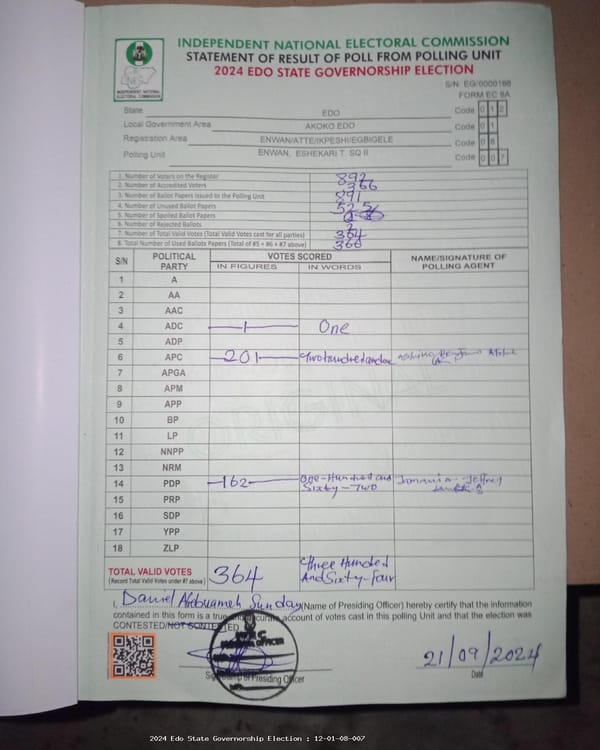 INDEPENDENT NATIONAL ELECTORAL COMMISSION
STATEMENT OF RESULT OF POLL FROM POLLING UNIT
2024 EDO STATE GOVERNORSHIP ELECTION
INDEPENDENT NATIONAL
ELECTORAL COMMISSION
S/N: EG/0000168
FORM EC 8A
State EDO Code 0 1 2
Local Government Area AKOKO EDO Code 0 1
Registration Area ENWAN/ATTE/IKPESHI/EGBIGELE Code 0 8
Polling Unit ENWAN, ESHEKARI T. SQ II Code 0 0 7
1. Number of Voters on the Register 892
2. Number of Accredited Voters 366
3. Number of Ballot Papers Issued to the Polling Unit 891
4. Number of Unused Ballot Papers 525
5. Number of Spoiled Ballot Papers
6. Number of Rejected Ballots 2
7. Number of Total Valid Votes (Total Valid Votes cast for all parties) 364
8. Total Number of Used Ballots Papers (Total of #5 + #6 + #7 above) 366
S/N POLITICAL PARTY VOTES SCORED NAME/SIGNATURE OF POLLING AGENT
IN FIGURES IN WORDS
1 A
2 AA
3 AAC
4 ADC 1 One
5 ADP
6 APC 201 Two hundred and one
7 APGA
8 APM
9 APP
10 BP
11 LP
12 NNPP
13 NRM
14 PDP 162 One-Hundred and Sixty-Two Jeffrey
15 PRP
16 SDP
17 YPP
18 ZLP
ORIGINAL
TOTAL VALID VOTES 364 Three Hundred
(Record Total Valid Votes under #7 above) And Sixty-Four
I, Daniel Sunday (Name of Presiding Officer) hereby certify that the information
contained in this form is a true and accurate account of votes cast in this polling Unit and that the election was
CONTESTED/NOT CONTESTED
INEC
PRESIDING OFFICER
Signature of Presiding Officer
21/09/2024
Date
2024 Edo State Governorship Election : 12-01-08-007